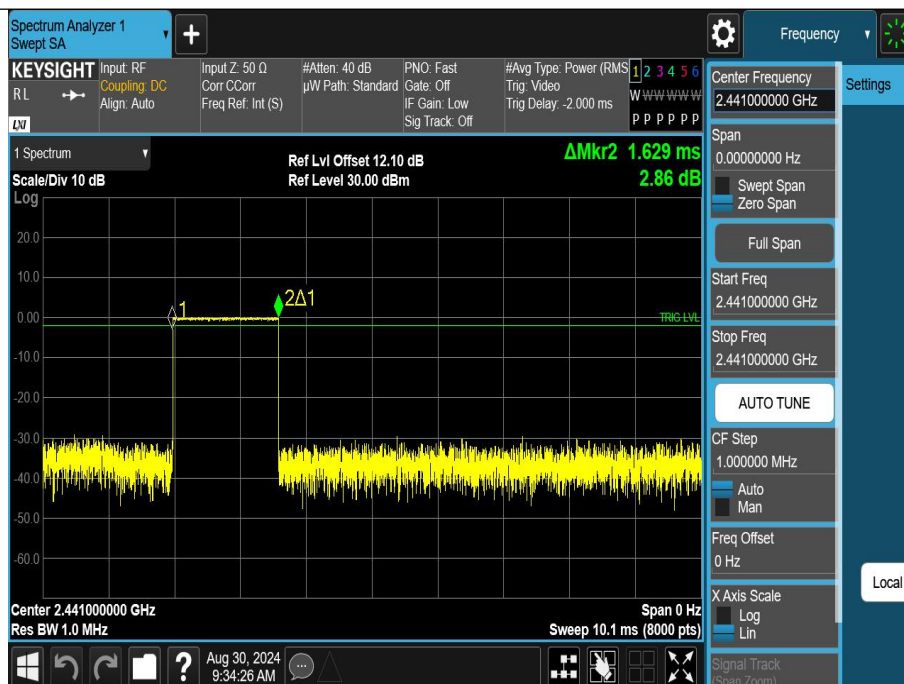 Spectrum Analyzer 1
Swept SA
Frequency
KEYSIGHT
RL
LXI
Input: RF
Coupling: DC
Align: Auto
Input Z: 50 Ω
Corr CCorr
Freq Ref: Int (S)
#Atten: 40 dB
µW Path: Standard
PNO: Fast
Gate: Off
IF Gain: Low
Sig Track: Off
#Avg Type: Power (RMS
Trig: Video
Trig Delay: -2.000 ms
1 2 3 4 5 6
W W W W W W
P P P P P P
1 Spectrum
Scale/Div 10 dB
Log
Ref Lvl Offset 12.10 dB
Ref Level 30.00 dBm
ΔMkr2 1.629 ms
2.86 dB
20.0
10.0
0.00
-10.0
-20.0
-30.0
-40.0
-50.0
-60.0
1
2Δ1
TRIG LVL
Center 2.441000000 GHz
Res BW 1.0 MHz
Span 0 Hz
Sweep 10.1 ms (8000 pts)
Center Frequency
2.441000000 GHz
Span
0.00000000 Hz
Swept Span
Zero Span
Full Span
Start Freq
2.441000000 GHz
Stop Freq
2.441000000 GHz
AUTO TUNE
CF Step
1.000000 MHz
Auto
Man
Freq Offset
0 Hz
X Axis Scale
Log
Lin
Signal Track
(Span Zoom)
Settings
Local
?
Aug 30, 2024
9:34:26 AM